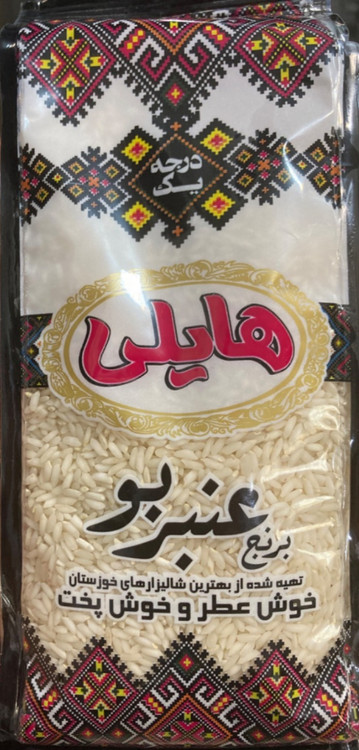 درجه
یک
هایلی
برنج عنبر بو
تهیه شده از بهترین شالیزارهای خوزستان
خوش عطر و خوش پخت